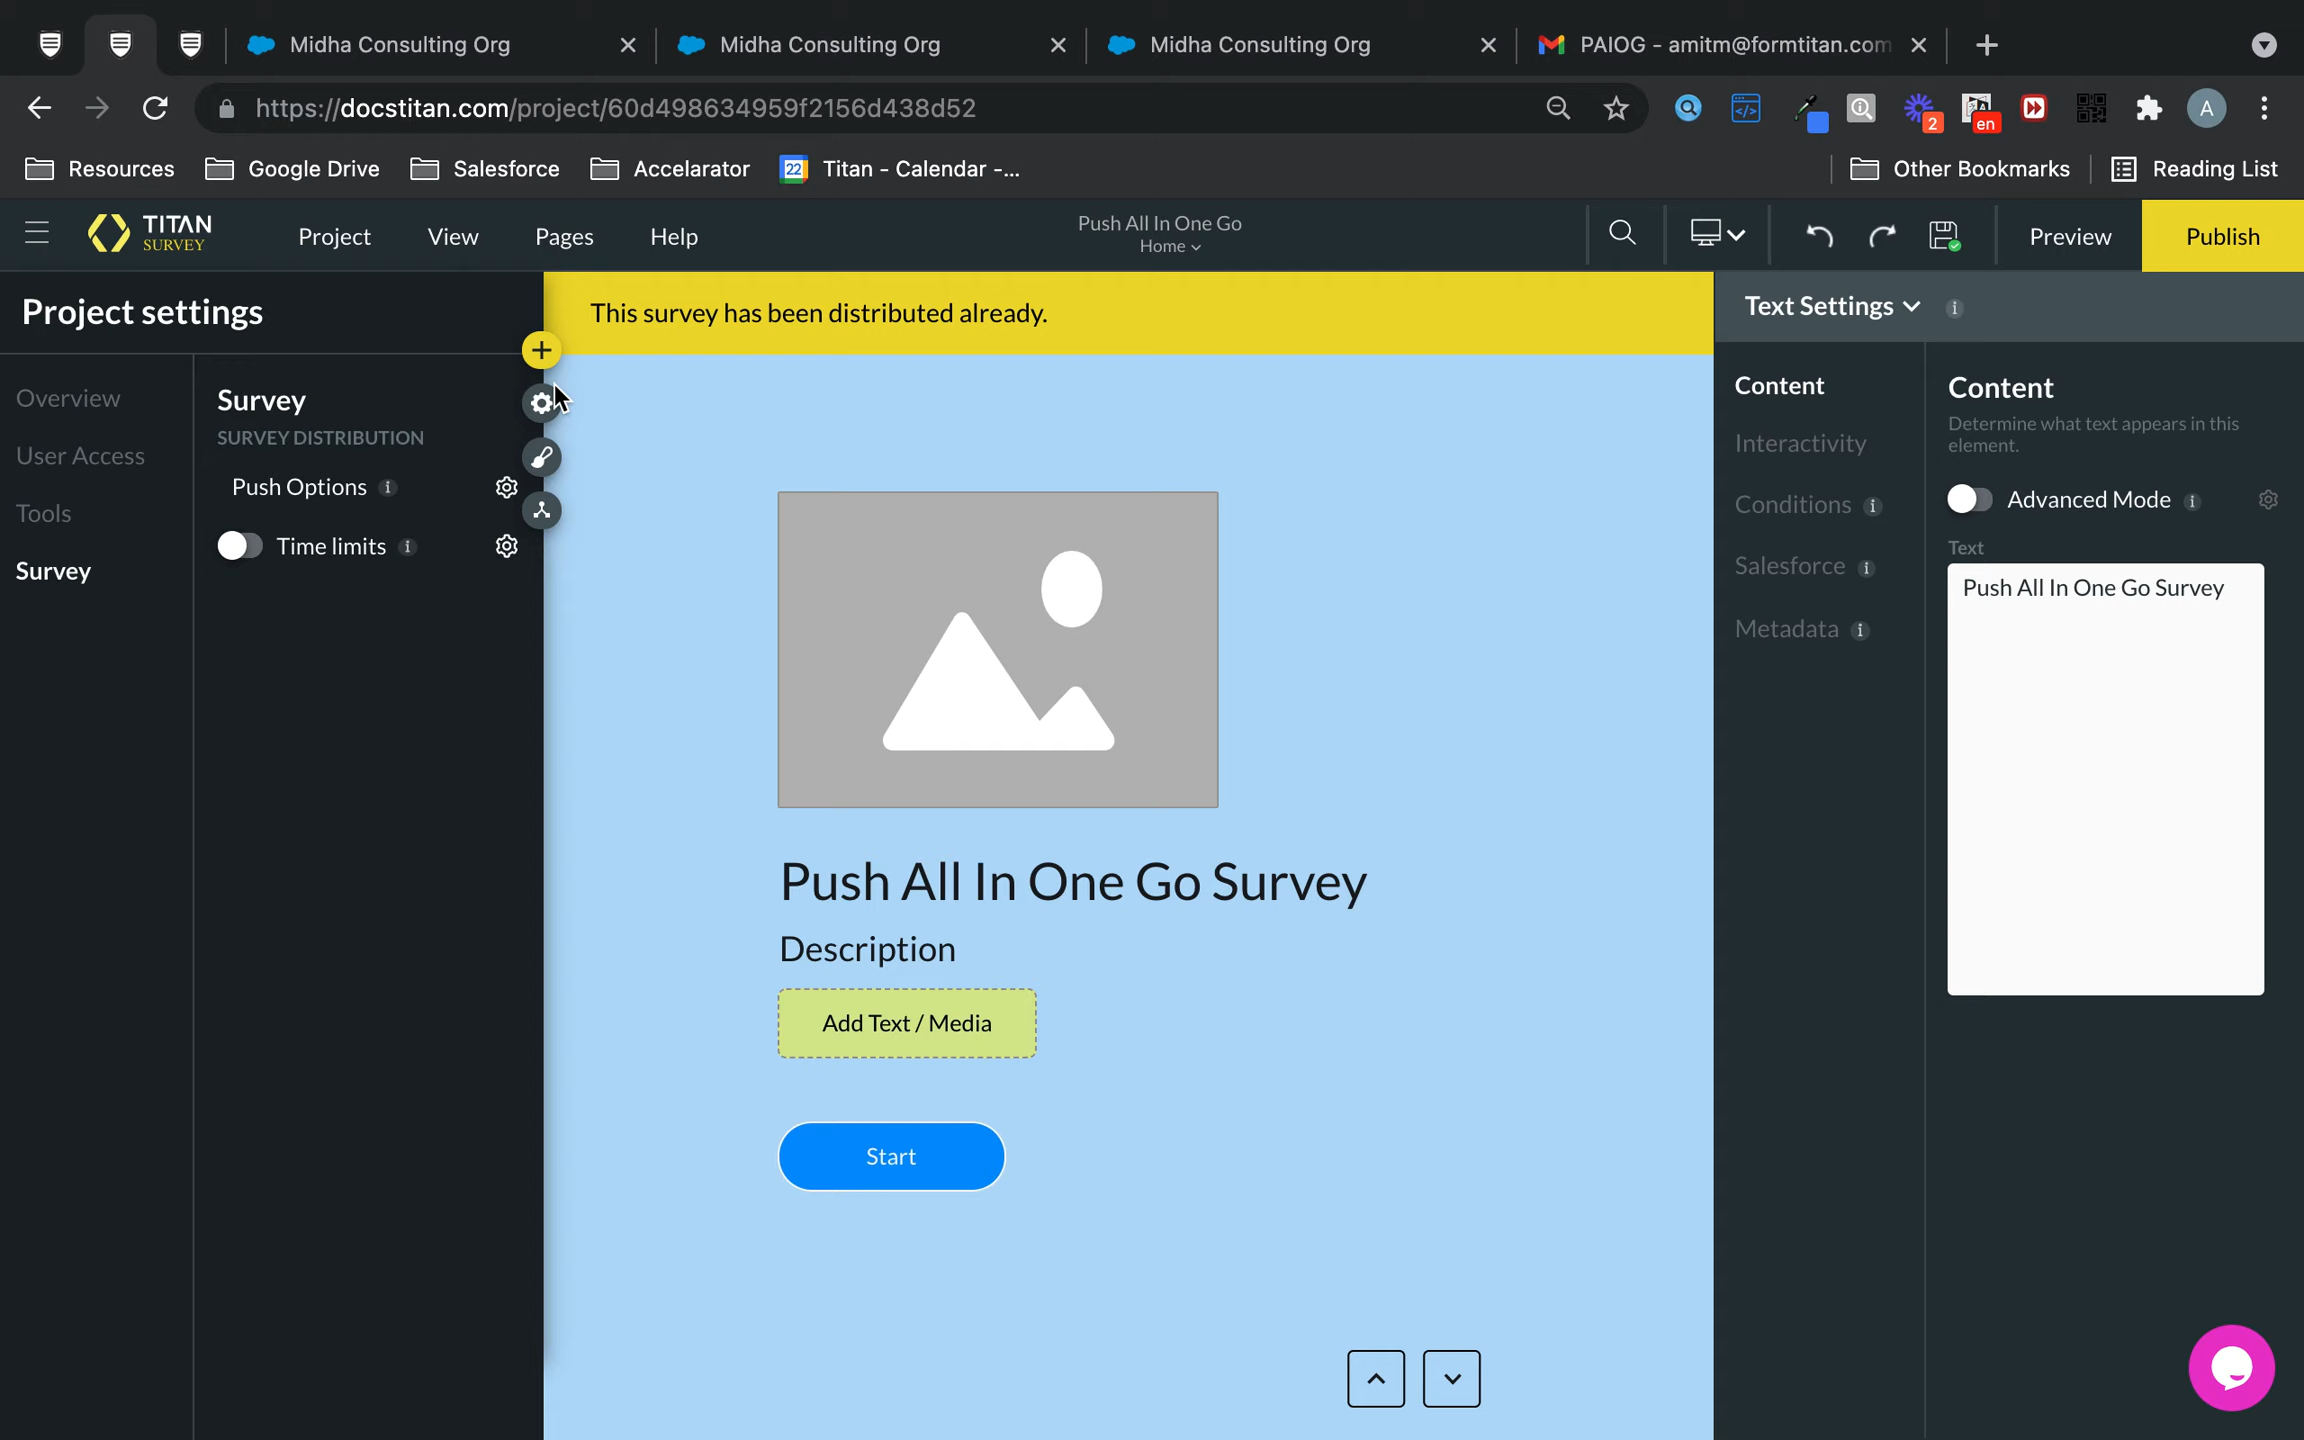 Midha Consulting Org
Midha Consulting Org
Midha Consulting Org
PAIOG - amitm@formtitan.com
https://docstitan.com/project/60d498634959f2156d438d52
2
en
A
Resources
Google Drive
Salesforce
Accelarator
22
Titan - Calendar -...
Other Bookmarks
Reading List
TITAN
SURVEY
Project
View
Pages
Help
Push All In One Go
Home
Preview
Publish
Project settings
Overview
User Access
Tools
Survey
Survey
SURVEY DISTRIBUTION
Push Options
Time limits
This survey has been distributed already.
Push All In One Go Survey
Description
Add Text / Media
Start
Text Settings
Content
Interactivity
Conditions
Salesforce
Metadata
Content
Determine what text appears in this
element.
Advanced Mode
Text
Push All In One Go Survey